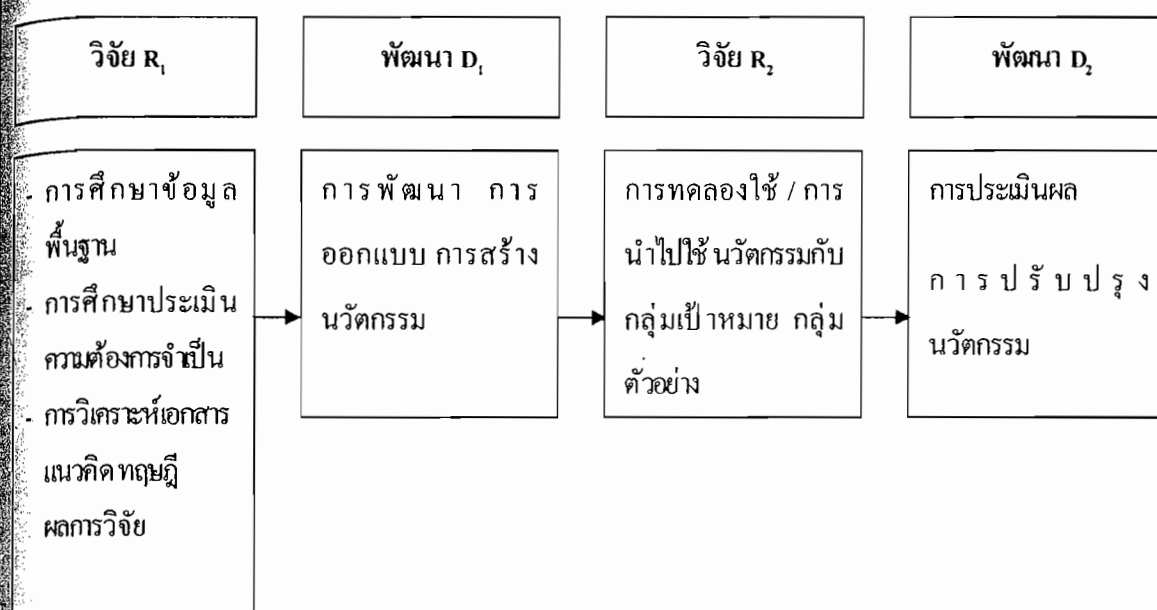 วิจัย R₁
พัฒนา D₁
วิจัย R₂
พัฒนา D₂
- การศึกษาข้อมูล
พื้นฐาน
- การศึกษาประเมิน
ความต้องการจำเป็น
- การวิเคราะห์เอกสาร
แนวคิด ทฤษฎี
ผลการวิจัย
การพัฒนา การ
ออกแบบ การสร้าง
นวัตกรรม
การทดลองใช้ / การ
นำไปใช้ นวัตกรรมกับ
กลุ่มเป้าหมาย กลุ่ม
ตัวอย่าง
การประเมินผล
การปรับปรุง
นวัตกรรม